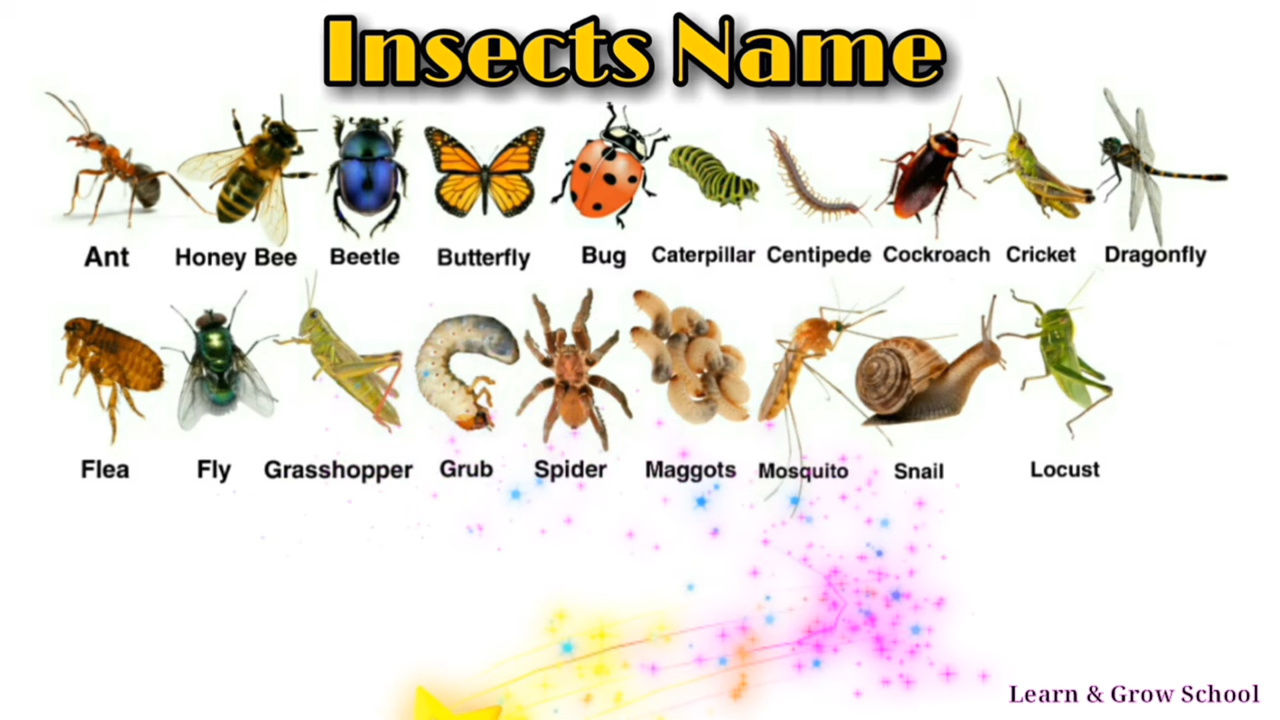 Insects Name
Ant Honey Bee Beetle Butterfly Bug Caterpillar Centipede Cockroach Cricket Dragonfly
Flea Fly Grasshopper Grub Spider Maggots Mosquito Snail Locust
Learn & Grow School